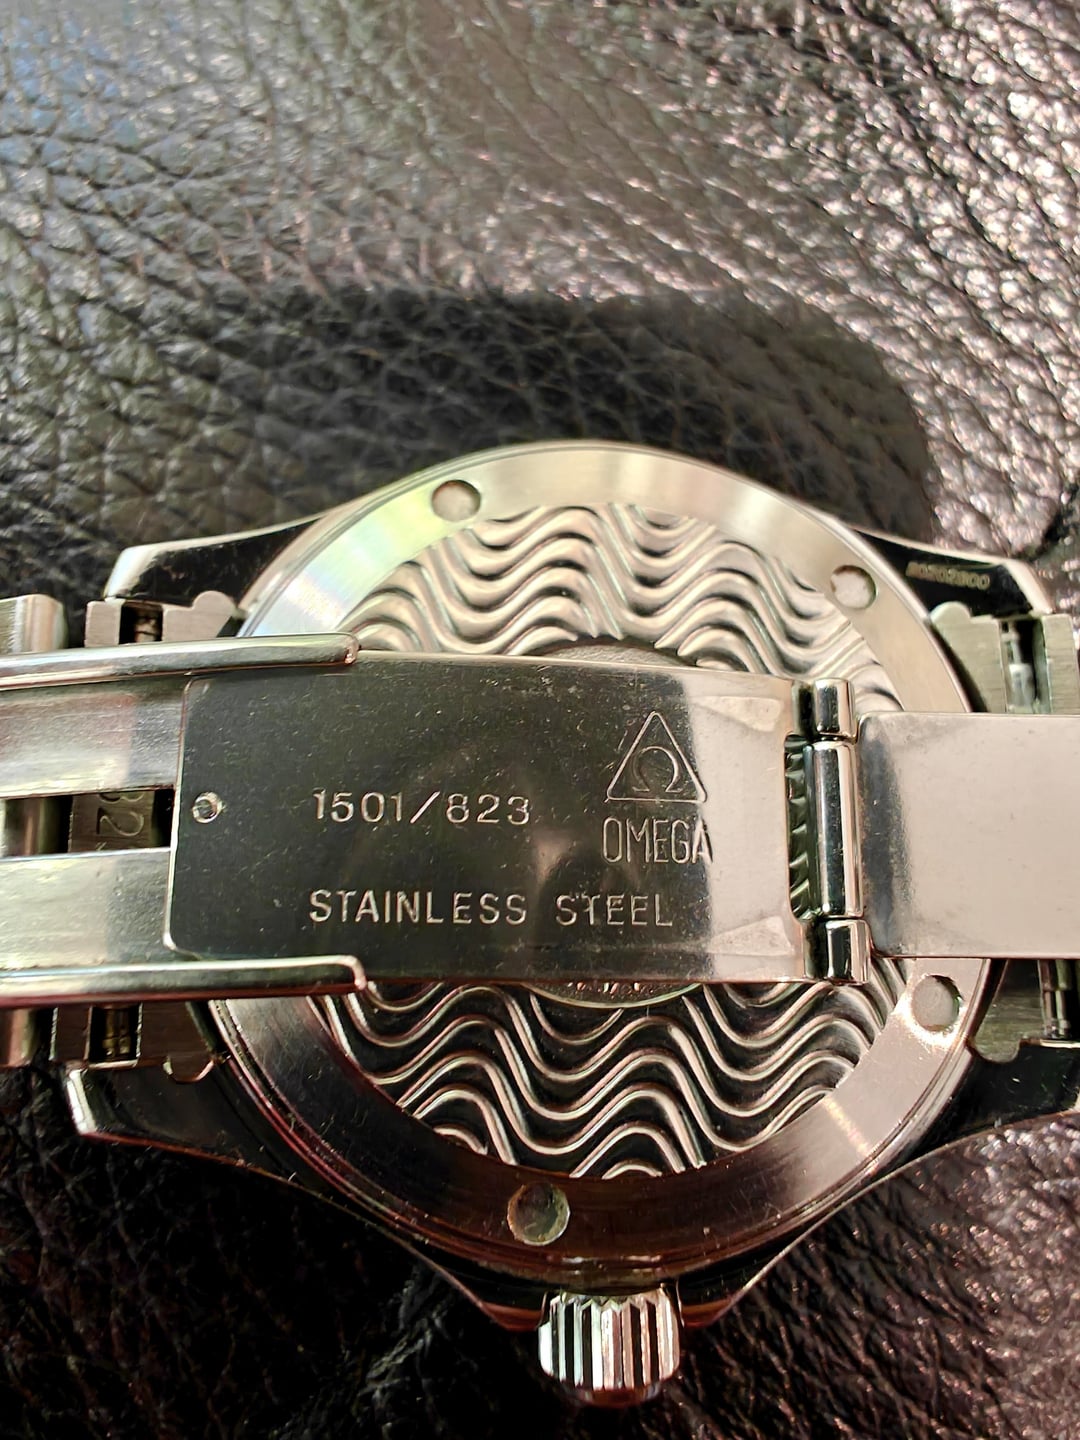 1501/823
Ω
OMEGA
STAINLESS STEEL